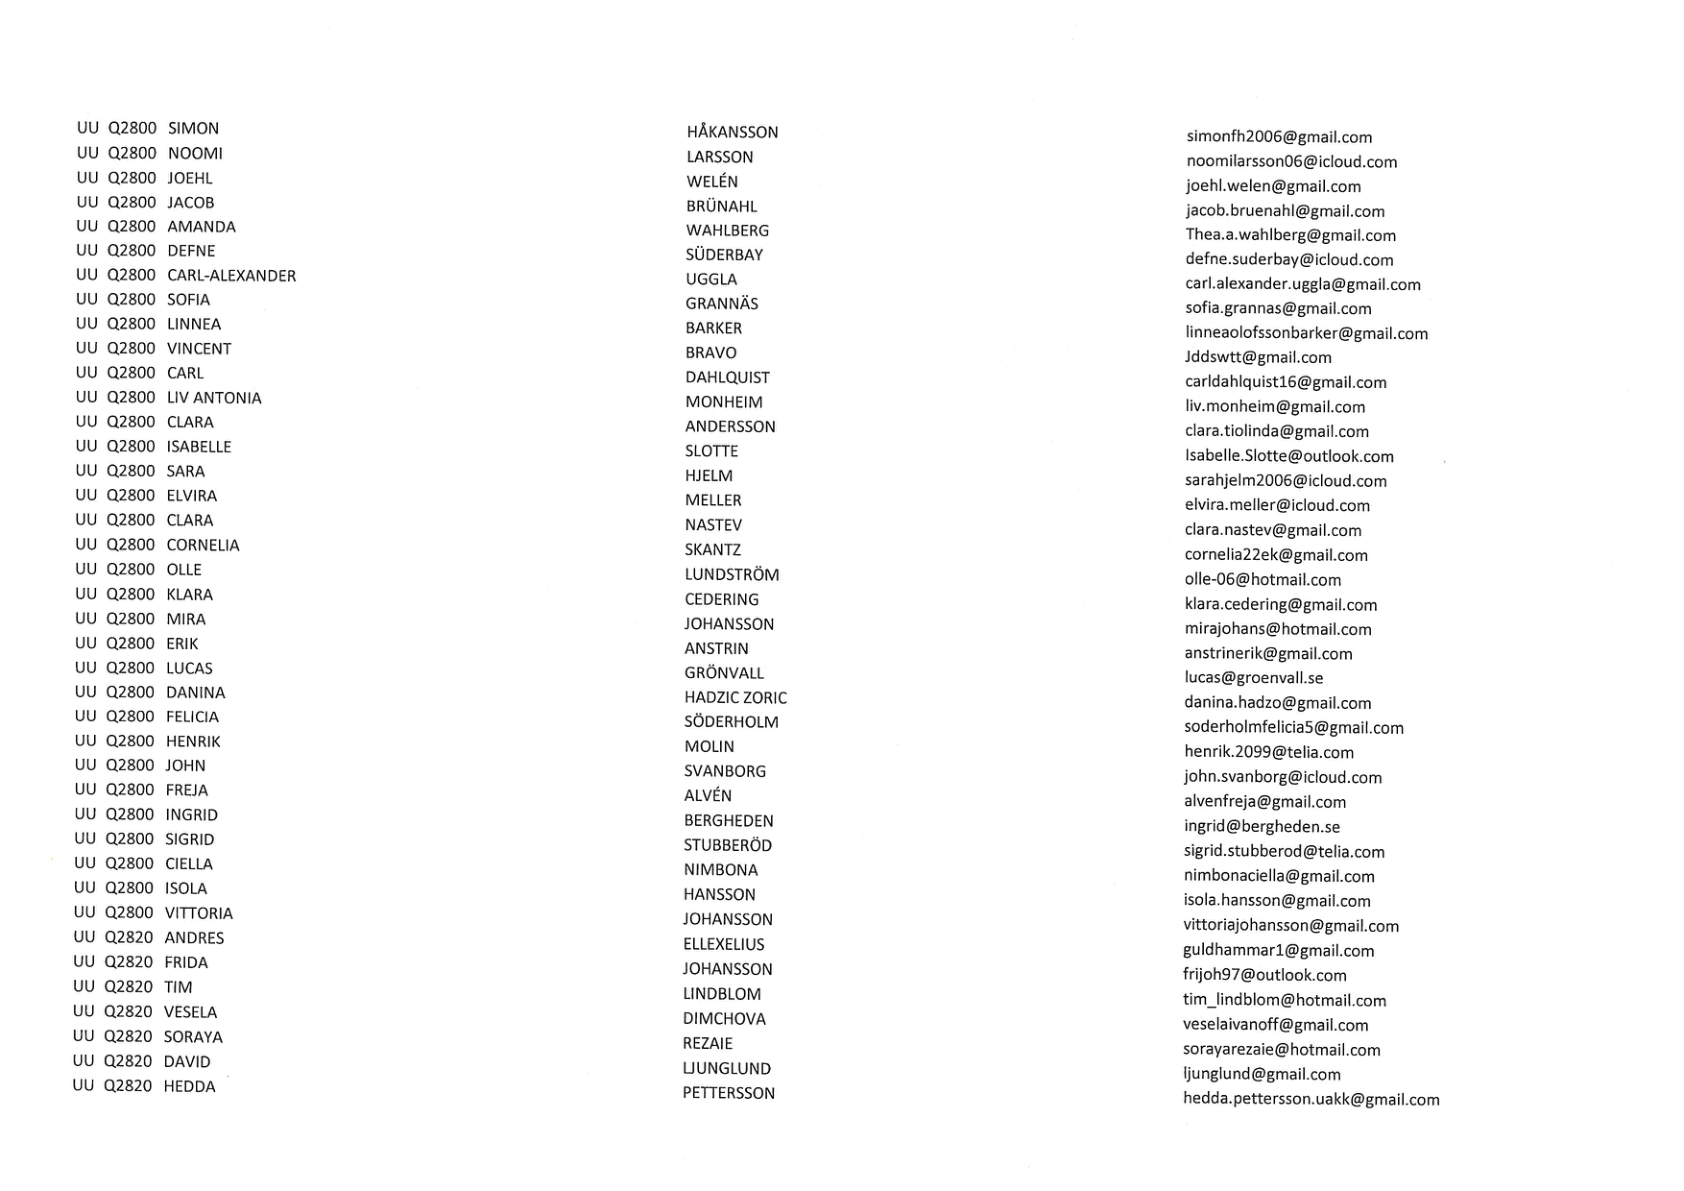 UU Q2800 SIMON HÅKANSSON simonfh2006@gmail.com
UU Q2800 NOOMI LARSSON noomilarsson06@icloud.com
UU Q2800 JOEHL WELÉN joehl.welen@gmail.com
UU Q2800 JACOB BRÜNAHL jacob.bruenahl@gmail.com
UU Q2800 AMANDA WAHLBERG Thea.a.wahlberg@gmail.com
UU Q2800 DEFNE SÜDERBAY defne.suderbay@icloud.com
UU Q2800 CARL-ALEXANDER UGGLA carl.alexander.uggla@gmail.com
UU Q2800 SOFIA GRANNÄS sofia.grannas@gmail.com
UU Q2800 LINNEA BARKER linneaolofssonbarker@gmail.com
UU Q2800 VINCENT BRAVO Jddswtt@gmail.com
UU Q2800 CARL DAHLQUIST carldahlquist16@gmail.com
UU Q2800 LIV ANTONIA MONHEIM liv.monheim@gmail.com
UU Q2800 CLARA ANDERSSON clara.tiolinda@gmail.com
UU Q2800 ISABELLE SLOTTE Isabelle.Slotte@outlook.com
UU Q2800 SARA HJELM sarahjelm2006@icloud.com
UU Q2800 ELVIRA MELLER elvira.meller@icloud.com
UU Q2800 CLARA NASTEV clara.nastev@gmail.com
UU Q2800 CORNELIA SKANTZ cornelia22ek@gmail.com
UU Q2800 OLLE LUNDSTRÖM olle-06@hotmail.com
UU Q2800 KLARA CEDERING klara.cedering@gmail.com
UU Q2800 MIRA JOHANSSON mirajohans@hotmail.com
UU Q2800 ERIK ANSTRIN anstrinerik@gmail.com
UU Q2800 LUCAS GRÖNVALL lucas@groenvall.se
UU Q2800 DANINA HADZIC ZORIC danina.hadzo@gmail.com
UU Q2800 FELICIA SÖDERHOLM soderholmfelicia5@gmail.com
UU Q2800 HENRIK MOLIN henrik.2099@telia.com
UU Q2800 JOHN SVANBORG john.svanborg@icloud.com
UU Q2800 FREJA ALVÉN alvenfreja@gmail.com
UU Q2800 INGRID BERGHEDEN ingrid@bergheden.se
UU Q2800 SIGRID STUBBERÖD sigrid.stubberod@telia.com
UU Q2800 CIELLA NIMBONA nimbonaciella@gmail.com
UU Q2800 ISOLA HANSSON isola.hansson@gmail.com
UU Q2800 VITTORIA JOHANSSON vittoriajohansson@gmail.com
UU Q2820 ANDRES ELLEXELIUS guldhammar1@gmail.com
UU Q2820 FRIDA JOHANSSON frijoh97@outlook.com
UU Q2820 TIM LINDBLOM tim_lindblom@hotmail.com
UU Q2820 VESELA DIMCHOVA veselaivanoff@gmail.com
UU Q2820 SORAYA REZAIE sorayarezaie@hotmail.com
UU Q2820 DAVID LJUNGLUND ljunglund@gmail.com
UU Q2820 HEDDA PETTERSSON hedda.pettersson.uakk@gmail.com